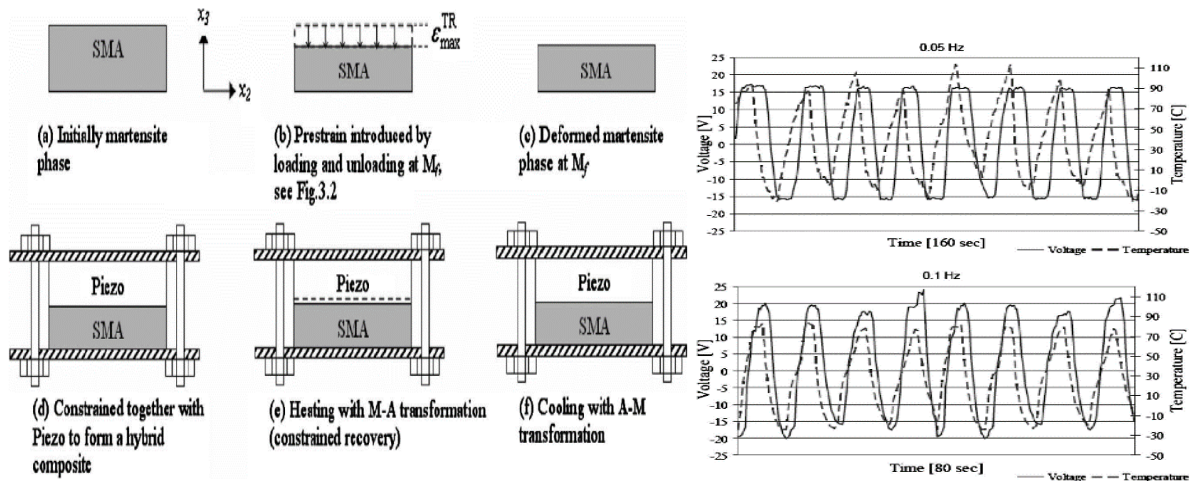 x3
SMA
x2
(a) Initially martensite
phase
εmax TR
SMA
(b) Prestrain introduced by
loading and unloading at Mf,
see Fig.3.2
SMA
(c) Deformed martensite
phase at Mf
Piezo
SMA
(d) Constrained together with
Piezo to form a hybrid
composite
Piezo
SMA
(e) Hesting with M-A transformation
(constrained recovery)
Piezo
SMA
(f) Cooling with A-M
transformation
0.05 Hz
25
20
15
10
5
0
-5
-10
-15
-20
-25
Voltage [V]
110
90
70
50
30
10
-10
-30
-50
Temperature [C]
Time [160 sec]
Voltage
Temperature
0.1 Hz
25
20
15
10
5
0
-5
-10
-15
-20
-25
Voltage [V]
110
90
70
50
30
10
-10
-30
-50
Temperature [C]
Time [80 sec]
Voltage
Temperature